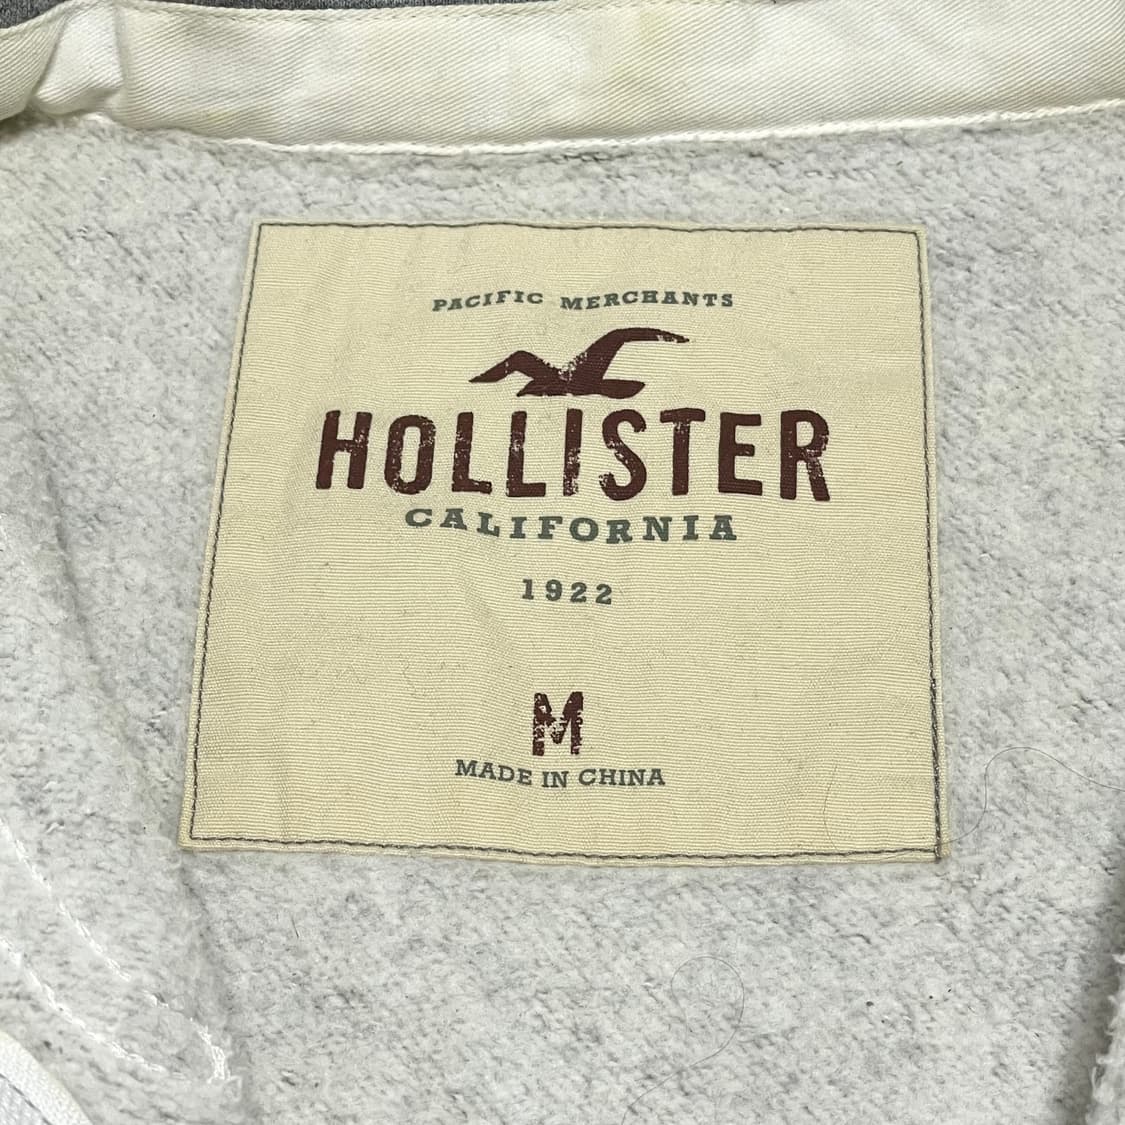 PACIFIC MERCHANTS
HOLLISTER
CALIFORNIA
1922
M
MADE IN CHINA